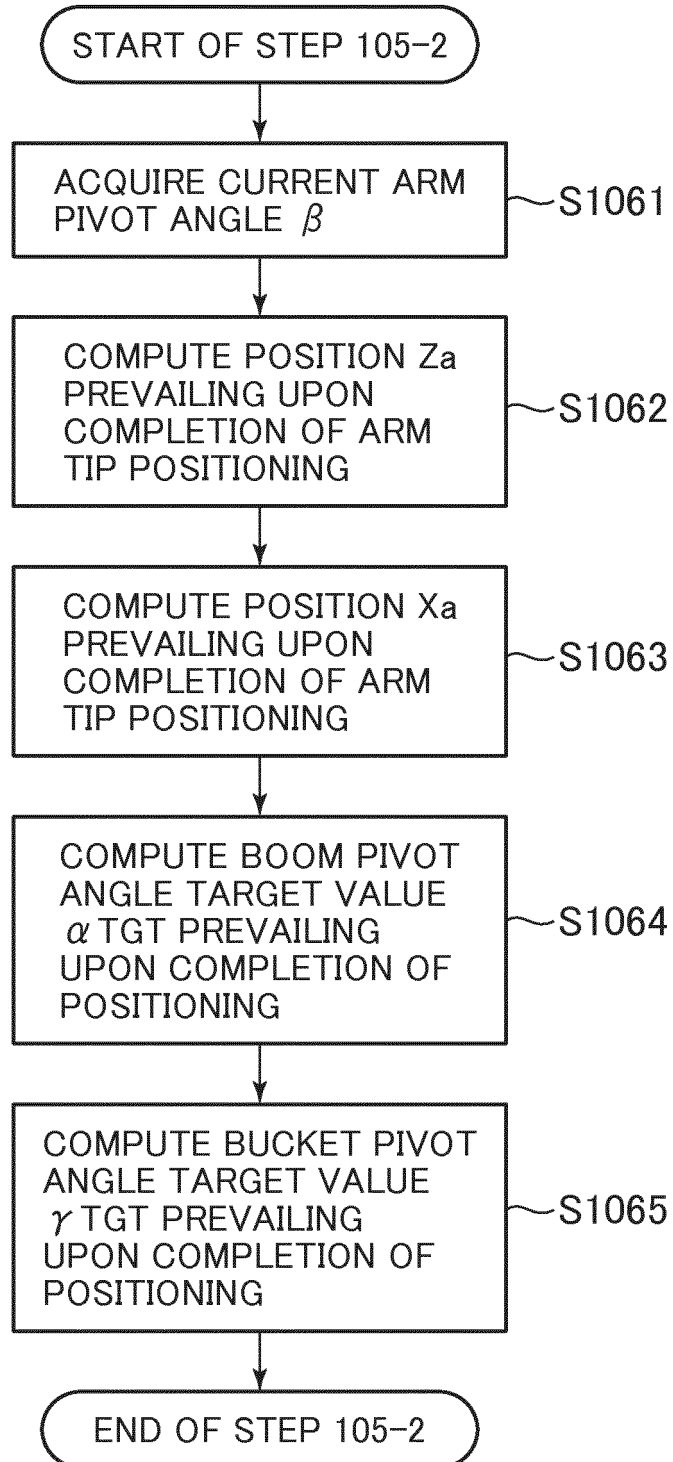 START OF STEP 105-2
ACQUIRE CURRENT ARM
PIVOT ANGLE β
S1061
COMPUTE POSITION Za
PREVAILING UPON
COMPLETION OF ARM
TIP POSITIONING
S1062
COMPUTE POSITION Xa
PREVAILING UPON
COMPLETION OF ARM
TIP POSITIONING
S1063
COMPUTE BOOM PIVOT
ANGLE TARGET VALUE
α TGT PREVAILING
UPON COMPLETION OF
POSITIONING
S1064
COMPUTE BUCKET PIVOT
ANGLE TARGET VALUE
γ TGT PREVAILING
UPON COMPLETION OF
POSITIONING
S1065
END OF STEP 105-2